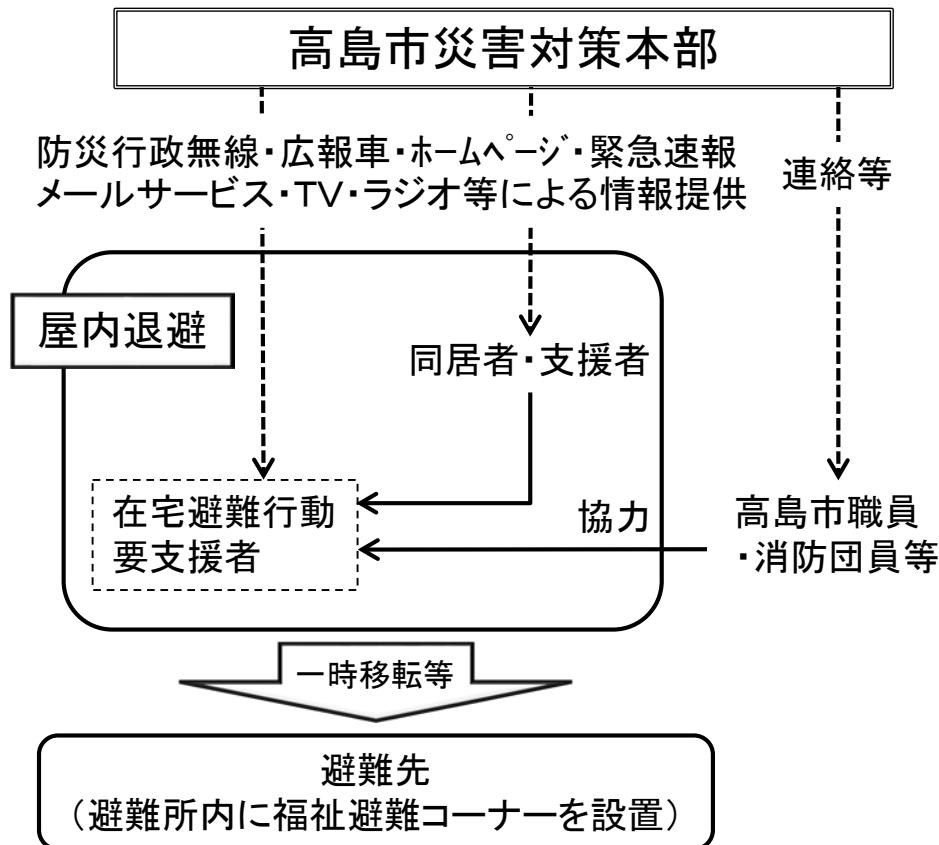 高島市災害対策本部
防災行政無線・広報車・ﾎｰﾑﾍﾟｰｼﾞ・緊急速報
メールサービス・TV・ラジオ等による情報提供
連絡等
屋内退避
同居者・支援者
在宅避難行動
要支援者
協力
高島市職員
・消防団員等
一時移転等
避難先
（避難所内に福祉避難コーナーを設置）